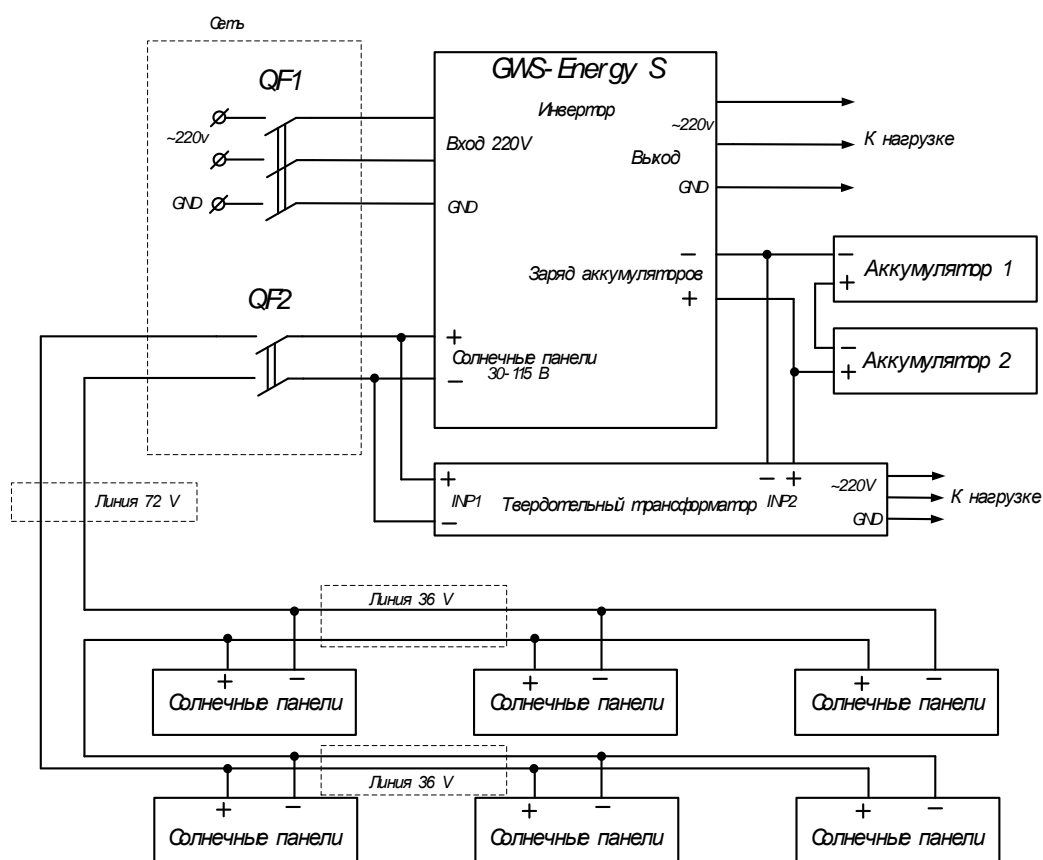 Сеть
QF1
~220v
GND
GWS-Energy S
Инвертор
Вход 220V
GND
~220v
Выход
GND
К нагрузке
Заряд аккумуляторов
−
+
−
+
Аккумулятор 1
−
+
Аккумулятор 2
QF2
+
Солнечные панели
30-115 В
−
Линия 72 V
+
INP1
−
Твердотельный трансформатор
− +
INP2
~220V
GND
К нагрузке
Линия 36 V
+ − + − + −
Солнечные панели Солнечные панели Солнечные панели
Линия 36 V
+ − + − + −
Солнечные панели Солнечные панели Солнечные панели